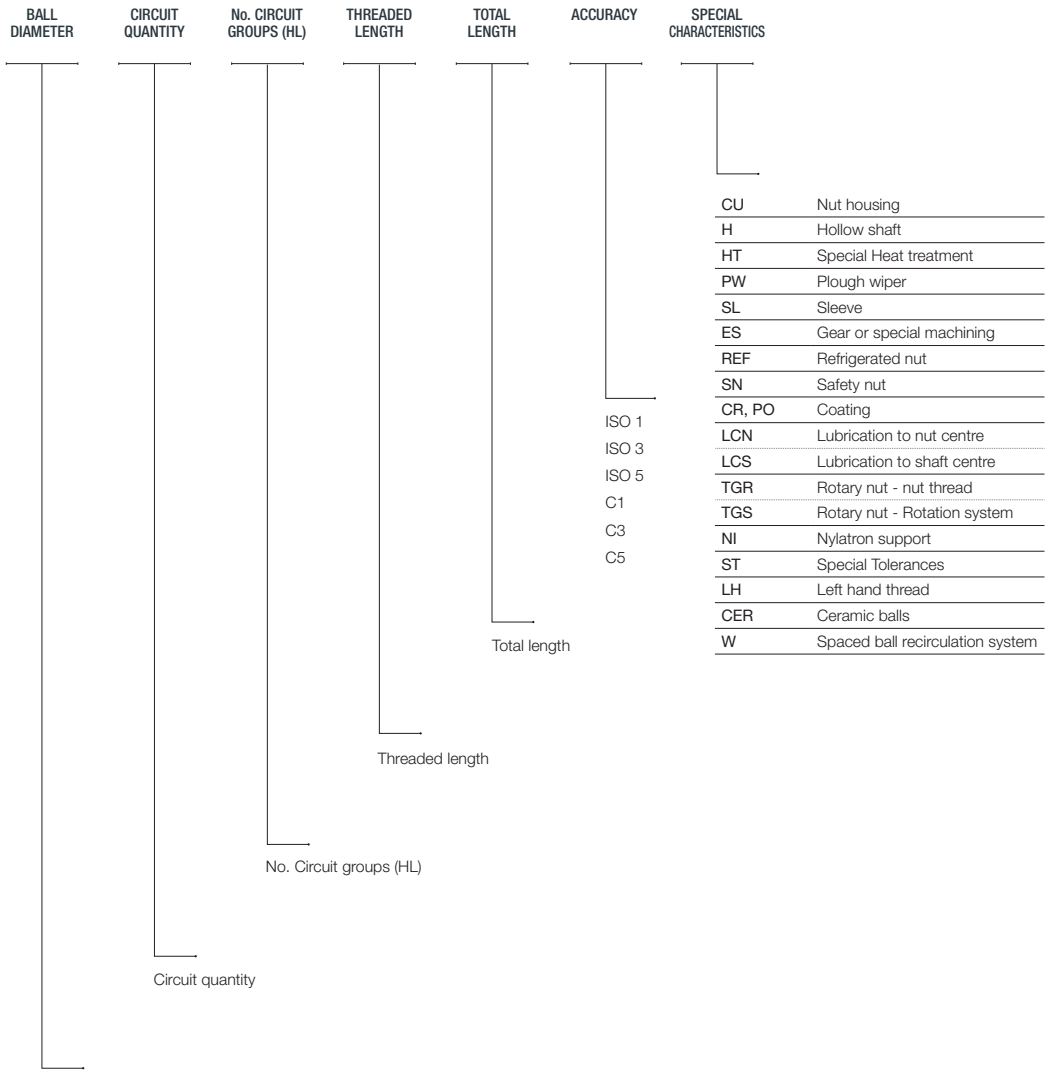 BALL
DIAMETER
CIRCUIT
QUANTITY
No. CIRCUIT
GROUPS (HL)
THREADED
LENGTH
TOTAL
LENGTH
ACCURACY
SPECIAL
CHARACTERISTICS
CU Nut housing
H Hollow shaft
HT Special Heat treatment
PW Plough wiper
SL Sleeve
ES Gear or special machining
REF Refrigerated nut
SN Safety nut
CR, PO Coating
LCN Lubrication to nut centre
LCS Lubrication to shaft centre
TGR Rotary nut - nut thread
TGS Rotary nut - Rotation system
NI Nylatron support
ST Special Tolerances
LH Left hand thread
CER Ceramic balls
W Spaced ball recirculation system
ISO 1
ISO 3
ISO 5
C1
C3
C5
Total length
Threaded length
No. Circuit groups (HL)
Circuit quantity